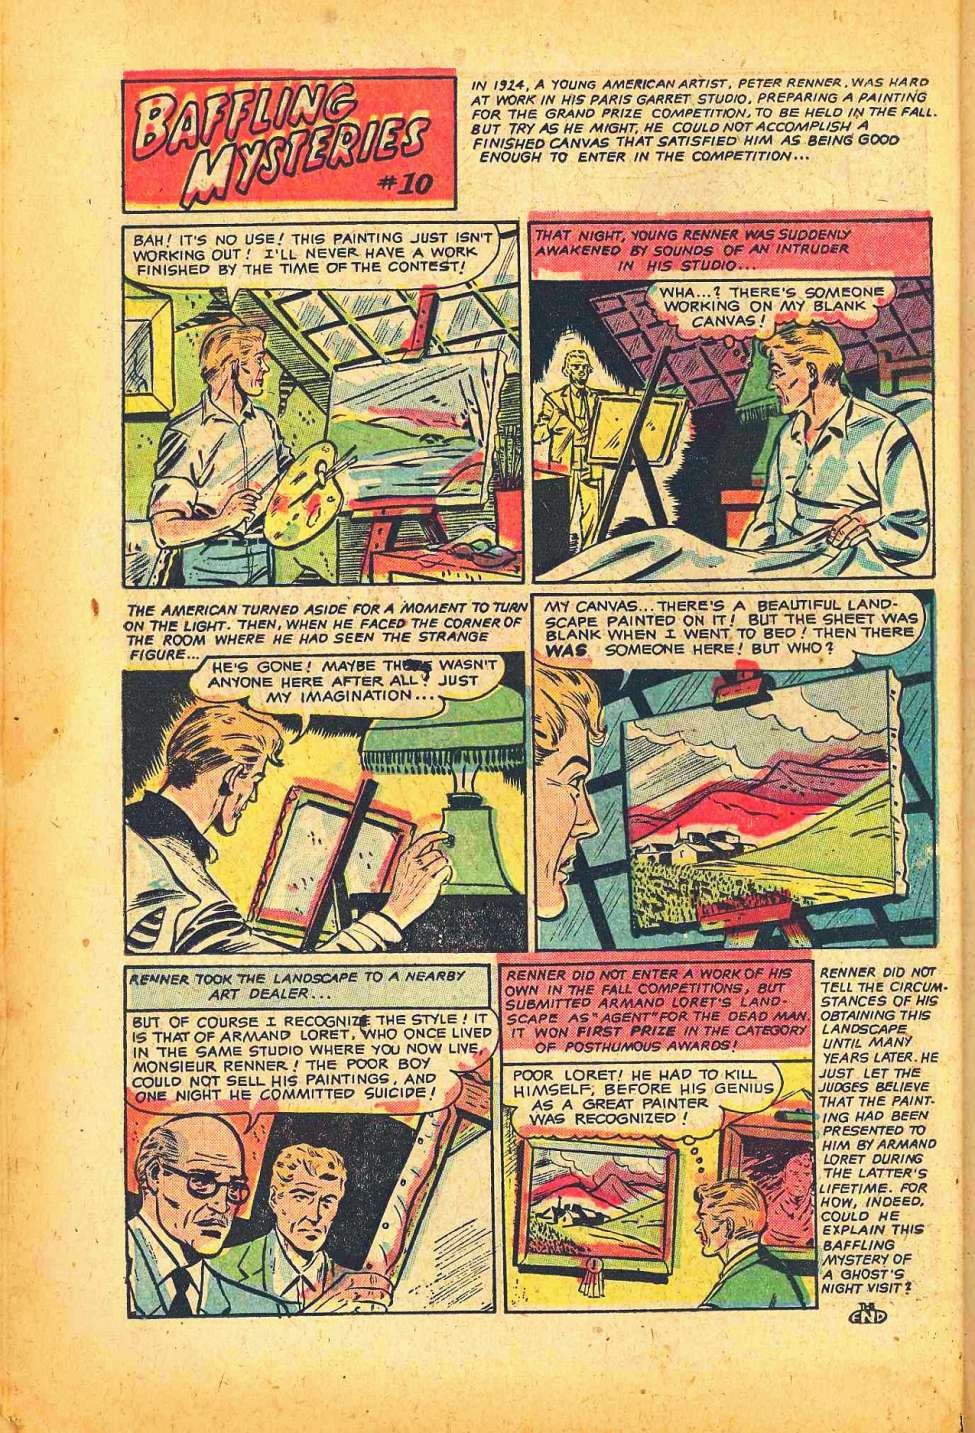 BAFFLING
MYSTERIES
#10
IN 1924, A YOUNG AMERICAN ARTIST, PETER RENNER, WAS HARD
AT WORK IN HIS PARIS GARRET STUDIO, PREPARING A PAINTING
FOR THE GRAND PRIZE COMPETITION, TO BE HELD IN THE FALL.
BUT TRY AS HE MIGHT, HE COULD NOT ACCOMPLISH A
FINISHED CANVAS THAT SATISFIED HIM AS BEING GOOD
ENOUGH TO ENTER IN THE COMPETITION...
BAH! IT'S NO USE! THIS PAINTING JUST ISN'T
WORKING OUT! I'LL NEVER HAVE A WORK
FINISHED BY THE TIME OF THE CONTEST!
THAT NIGHT, YOUNG RENNER WAS SUDDENLY
AWAKENED BY SOUNDS OF AN INTRUDER
IN HIS STUDIO...
WHA...? THERE'S SOMEONE
WORKING ON MY BLANK
CANVAS!
THE AMERICAN TURNED ASIDE FOR A MOMENT TO TURN
ON THE LIGHT. THEN, WHEN HE FACED THE CORNER OF
THE ROOM WHERE HE HAD SEEN THE STRANGE
FIGURE...
HE'S GONE! MAYBE THERE WASN'T
ANYONE HERE AFTER ALL? JUST
MY IMAGINATION...
MY CANVAS... THERE'S A BEAUTIFUL LAND-
SCAPE PAINTED ON IT! BUT THE SHEET WAS
BLANK WHEN I WENT TO BED! THEN THERE
WAS SOMEONE HERE! BUT WHO?
RENNER TOOK THE LANDSCAPE TO A NEARBY
ART DEALER...
BUT OF COURSE I RECOGNIZE THE STYLE! IT
IS THAT OF ARMAND LORET, WHO ONCE LIVED
IN THE SAME STUDIO WHERE YOU NOW LIVE,
MONSIEUR RENNER! THE POOR BOY
COULD NOT SELL HIS PAINTINGS, AND
ONE NIGHT HE COMMITTED SUICIDE!
RENNER DID NOT ENTER A WORK OF HIS
OWN IN THE FALL COMPETITIONS, BUT
SUBMITTED ARMAND LORET'S LAND-
SCAPE AS "AGENT" FOR THE DEAD MAN.
IT WON FIRST PRIZE IN THE CATEGORY
OF POSTHUMOUS AWARDS!
POOR LORET! HE HAD TO KILL
HIMSELF, BEFORE HIS GENIUS
AS A GREAT PAINTER
WAS RECOGNIZED!
RENNER DID NOT
TELL THE CIRCUM-
STANCES OF HIS
OBTAINING THIS
LANDSCAPE
UNTIL MANY
YEARS LATER. HE
JUST LET THE
JUDGES BELIEVE
THAT THE PAINT-
ING HAD BEEN
PRESENTED TO
HIM BY ARMAND
LORET DURING
THE LATTER'S
LIFETIME. FOR
HOW, INDEED,
COULD HE
EXPLAIN THIS
BAFFLING
MYSTERY OF
A GHOST'S
NIGHT VISIT?
THE
END